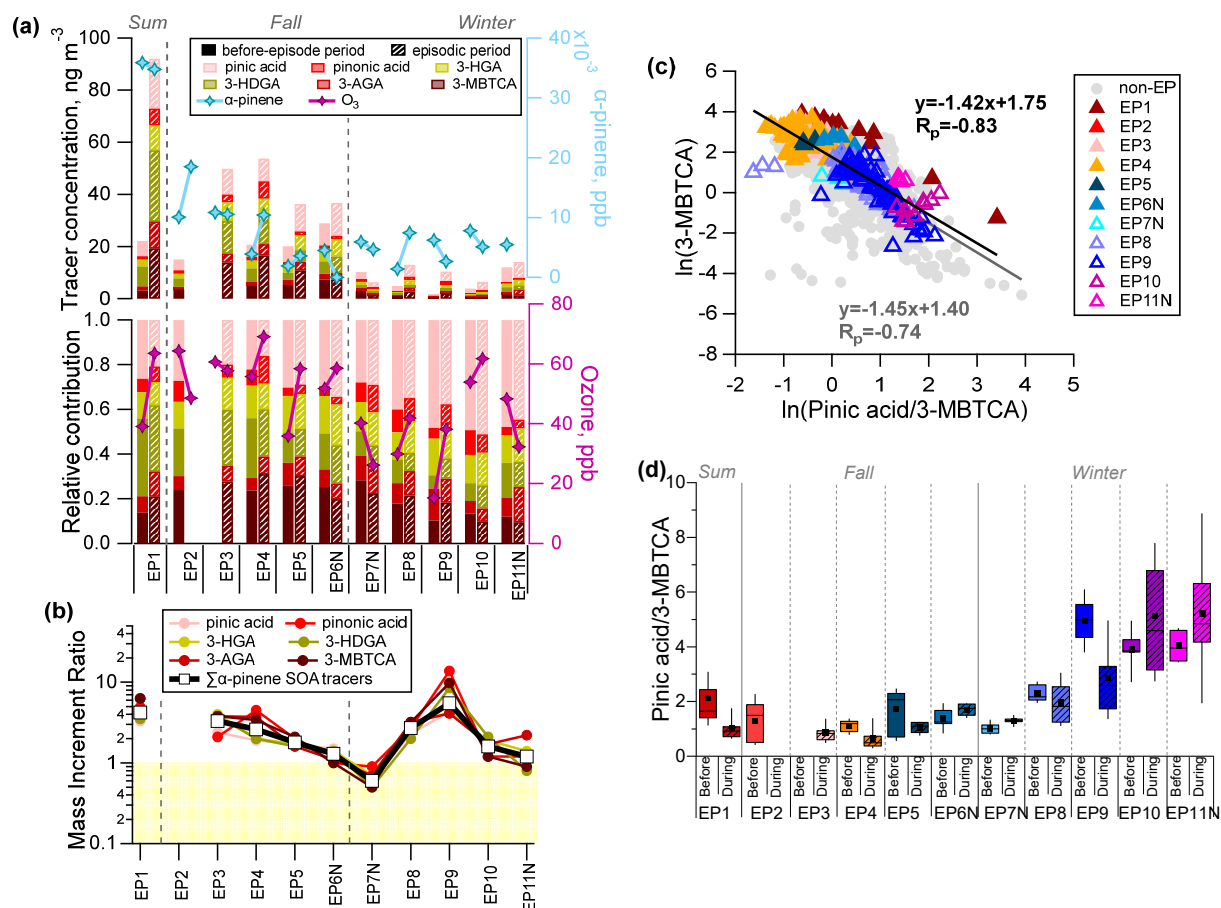 (a)
Sum
Fall
Winter
Tracer concentration, ng m-3
100
80
60
40
20
0
before-episode period
episodic period
pinic acid
pinonic acid
3-HGA
3-HDGA
3-AGA
3-MBTCA
α-pinene
O3
40x10-3
30
20
10
0
α-pinene, ppb
Relative contribution
1.0
0.8
0.6
0.4
0.2
0.0
80
60
40
20
0
Ozone, ppb
EP1
EP2
EP3
EP4
EP5
EP6N
EP7N
EP8
EP9
EP10
EP11N
(b)
pinic acid
pinonic acid
3-HGA
3-HDGA
3-AGA
3-MBTCA
∑α-pinene SOA tracers
Mass Increment Ratio
4
2
10
4
2
1
4
2
0.1
EP1
EP2
EP3
EP4
EP5
EP6N
EP7N
EP8
EP9
EP10
EP11N
(c)
ln(3-MBTCA)
6
4
2
0
-2
-4
-6
-8
y=-1.42x+1.75
Rp=-0.83
y=-1.45x+1.40
Rp=-0.74
-2
-1
0
1
2
3
4
5
ln(Pinic acid/3-MBTCA)
non-EP
EP1
EP2
EP3
EP4
EP5
EP6N
EP7N
EP8
EP9
EP10
EP11N
(d)
Sum
Fall
Winter
Pinic acid/3-MBTCA
10
8
6
4
2
0
Before
During
Before
During
Before
During
Before
During
Before
During
Before
During
Before
During
Before
During
Before
During
Before
During
Before
During
EP1
EP2
EP3
EP4
EP5
EP6N
EP7N
EP8
EP9
EP10
EP11N